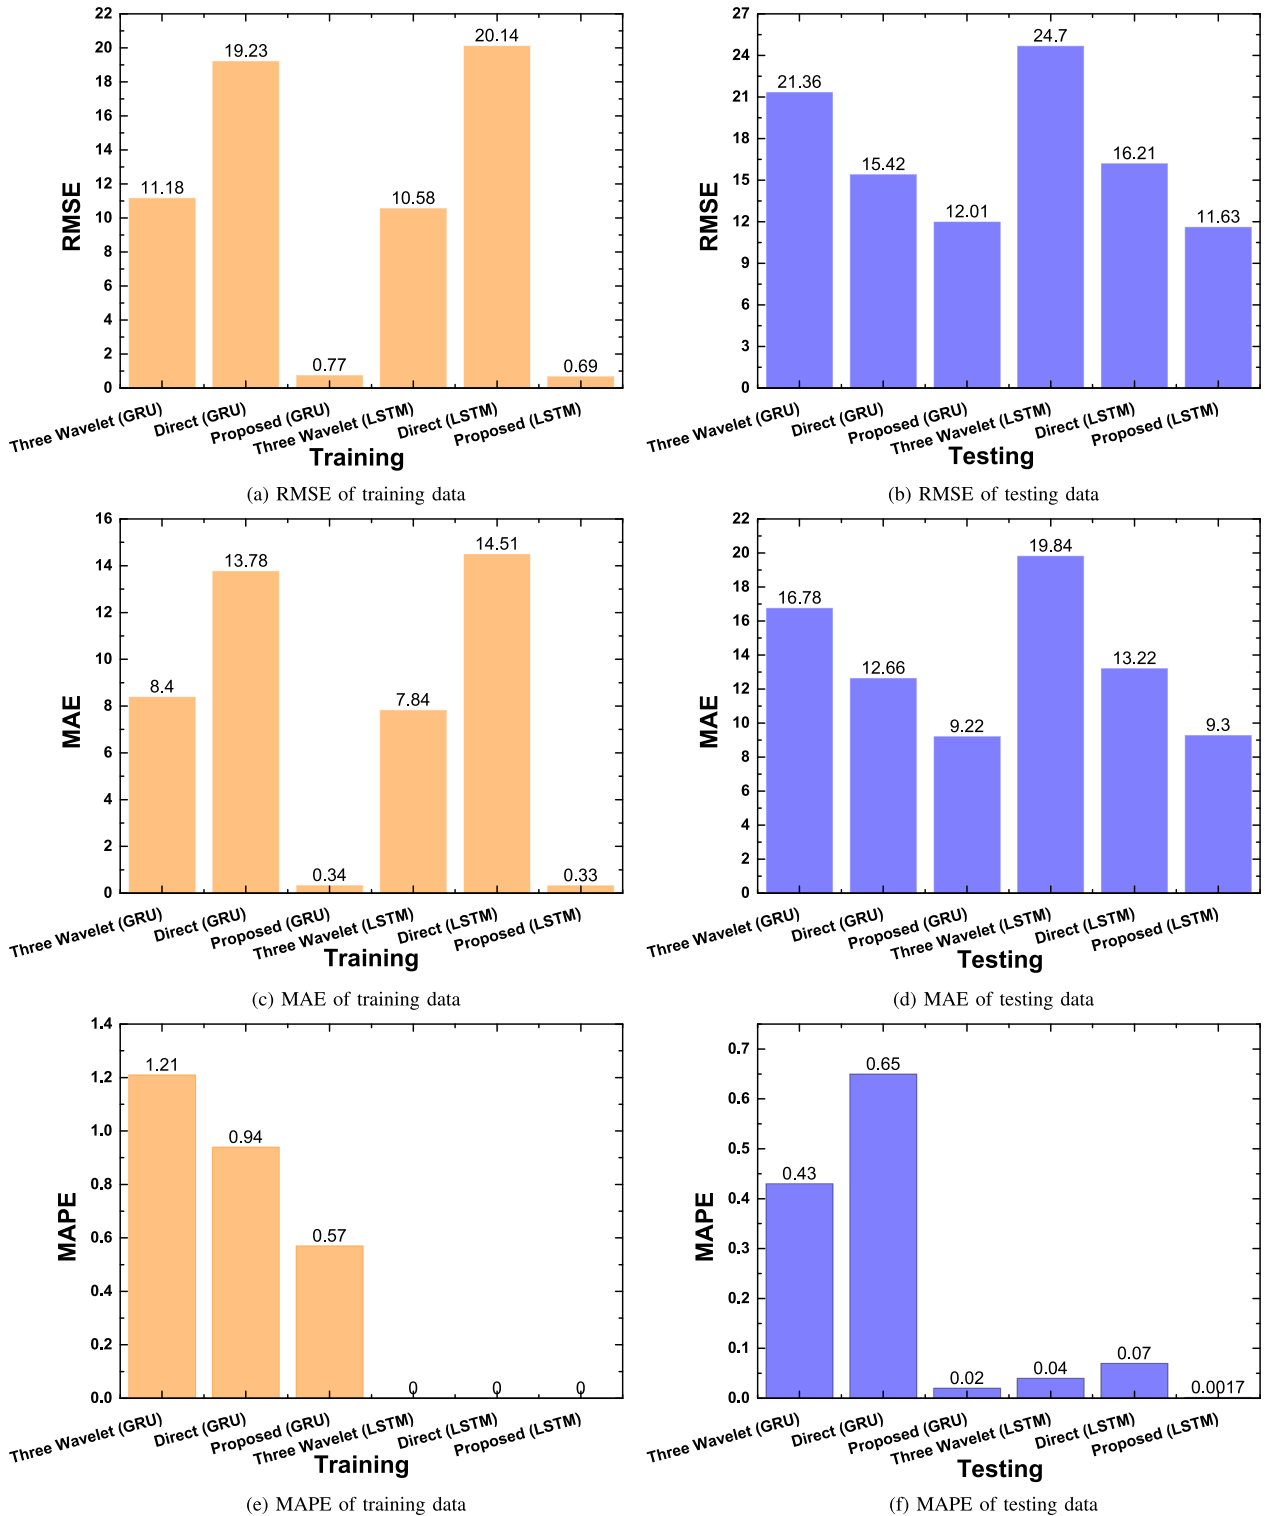 20
18
16
14
12
10
8
6
4
2
0
RMSE
11.18
19.23
0.77
10.58
20.14
0.69
Three Wavelet (GRU)
Direct (GRU)
Proposed (GRU)
Three Wavelet (LSTM)
Direct (LSTM)
Proposed (LSTM)
Training
(a) RMSE of training data
27
24
21
18
15
12
9
6
3
0
RMSE
21.36
15.42
12.01
24.7
16.21
11.63
Three Wavelet (GRU)
Direct (GRU)
Proposed (GRU)
Three Wavelet (LSTM)
Direct (LSTM)
Proposed (LSTM)
Testing
(b) RMSE of testing data
22
16
14
12
10
8
6
4
2
0
MAE
8.4
13.78
0.34
7.84
14.51
0.33
Three Wavelet (GRU)
Direct (GRU)
Proposed (GRU)
Three Wavelet (LSTM)
Direct (LSTM)
Proposed (LSTM)
Training
(c) MAE of training data
22
20
18
16
14
12
10
8
6
4
2
0
MAE
16.78
12.66
9.22
19.84
13.22
9.3
Three Wavelet (GRU)
Direct (GRU)
Proposed (GRU)
Three Wavelet (LSTM)
Direct (LSTM)
Proposed (LSTM)
Testing
(d) MAE of testing data
1.4
1.2
1.0
0.8
0.6
0.4
0.2
0.0
MAPE
1.21
0.94
0.57
0
0
0
Three Wavelet (GRU)
Direct (GRU)
Proposed (GRU)
Three Wavelet (LSTM)
Direct (LSTM)
Proposed (LSTM)
Training
(e) MAPE of training data
0.7
0.6
0.5
0.4
0.3
0.2
0.1
0.0
MAPE
0.43
0.65
0.02
0.04
0.07
0.0017
Three Wavelet (GRU)
Direct (GRU)
Proposed (GRU)
Three Wavelet (LSTM)
Direct (LSTM)
Proposed (LSTM)
Testing
(f) MAPE of testing data